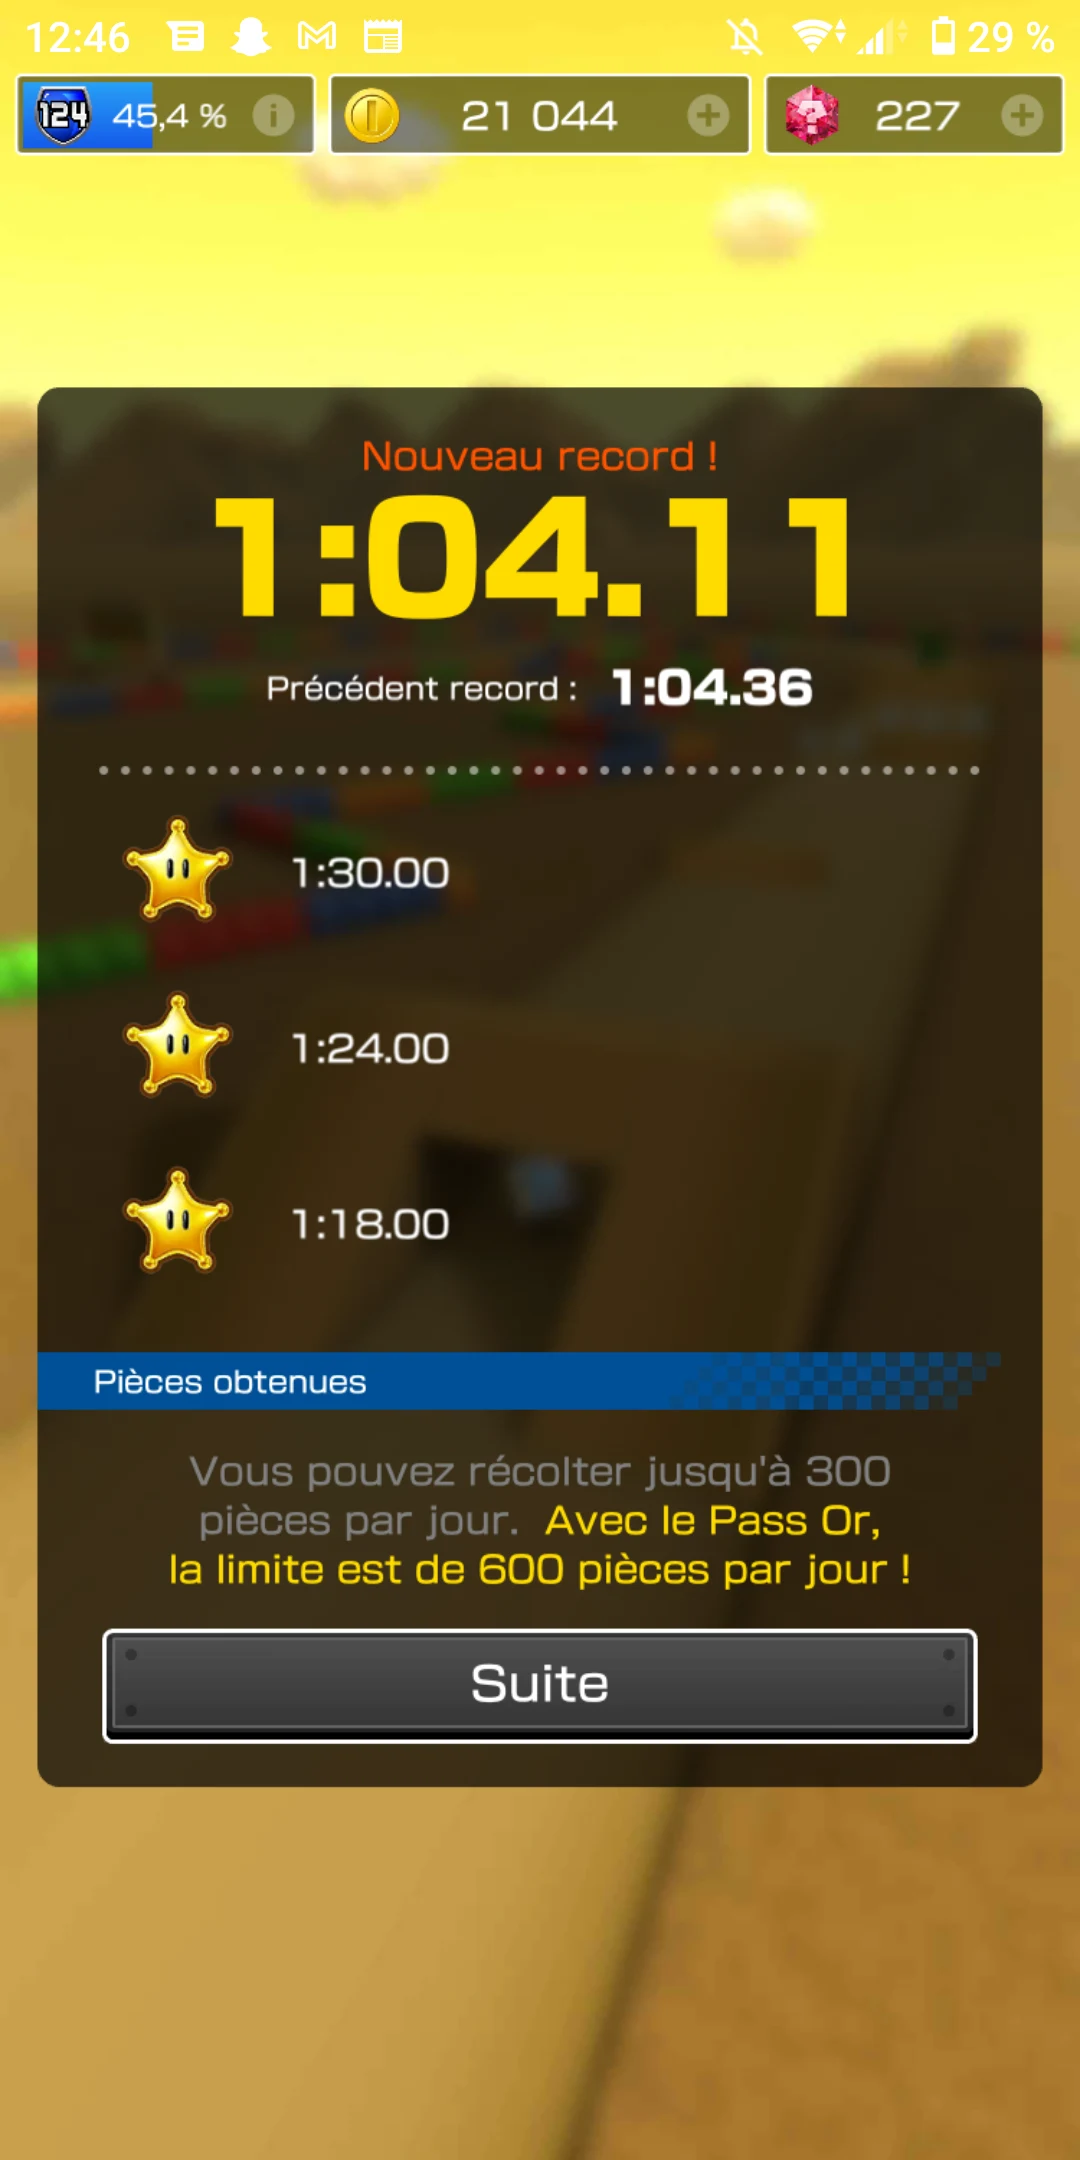 12:46 29 %
124 45,4 % i 21 044 + 227 +
Nouveau record !
1:04.11
Précédent record : 1:04.36
1:30.00
1:24.00
1:18.00
Pièces obtenues
Vous pouvez récolter jusqu'à 300
pièces par jour. Avec le Pass Or,
la limite est de 600 pièces par jour !
Suite